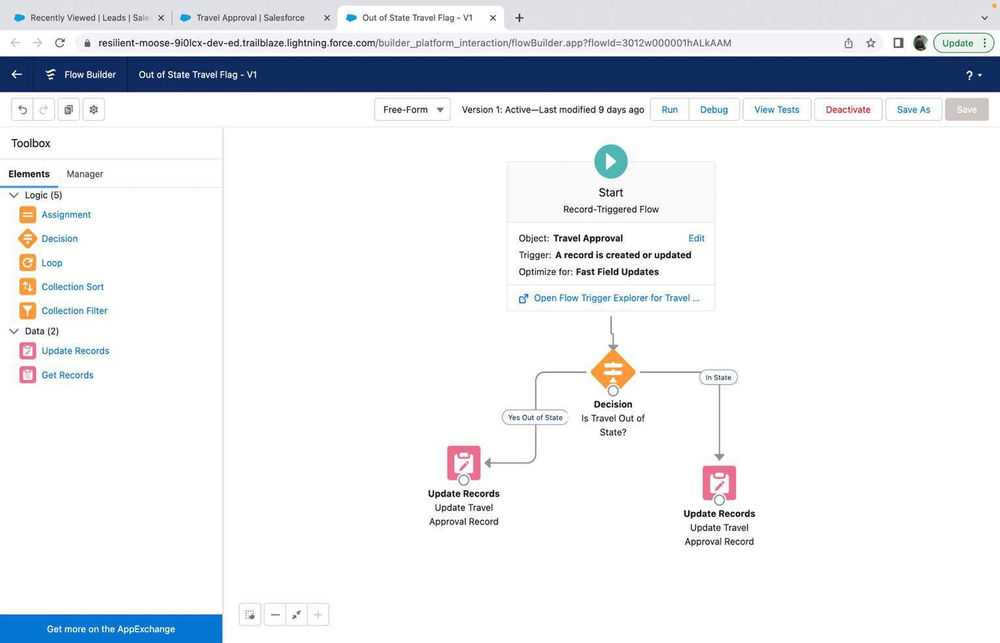 Recently Viewed | Leads | Sale
Travel Approval | Salesforce
Out of State Travel Flag - V1
resilient-moose-9i0lcx-dev-ed.trailblaze.lightning.force.com/builder_platform_interaction/flowBuilder.app?flowId=3012w000001hALkAAM
Update
Flow Builder
Out of State Travel Flag - V1
?
Free-Form
Version 1: Active—Last modified 9 days ago
Run
Debug
View Tests
Deactivate
Save As
Save
Toolbox
Elements
Manager
Logic (5)
Assignment
Decision
Loop
Collection Sort
Collection Filter
Data (2)
Update Records
Get Records
Get more on the AppExchange
Start
Record-Triggered Flow
Object: Travel Approval
Edit
Trigger: A record is created or updated
Optimize for: Fast Field Updates
Open Flow Trigger Explorer for Travel ...
In State
Decision
Is Travel Out of
State?
Yes Out of State
Update Records
Update Travel
Approval Record
Update Records
Update Travel
Approval Record